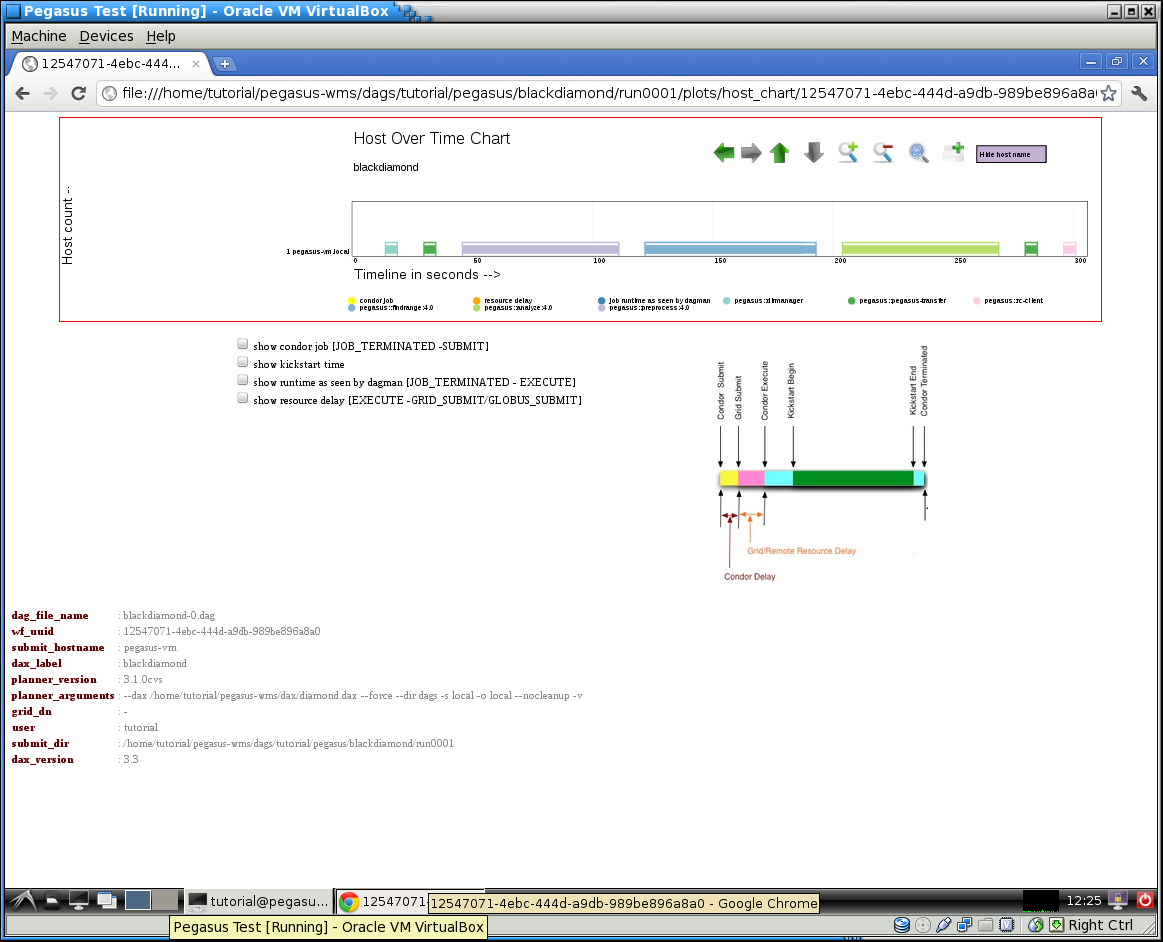 Pegasus Test [Running] - Oracle VM VirtualBox
Machine Devices Help
12547071-4ebc-444...
file:///home/tutorial/pegasus-wms/dags/tutorial/pegasus/blackdiamond/run0001/plots/host_chart/12547071-4ebc-444d-a9db-989be896a8a
Host Over Time Chart
blackdiamond
Hide host name
Host count --
1 pegasus-vm.local
0 50 100 150 200 250 300
Timeline in seconds -->
condor job
resource delay
job runtime as seen by dagman
pegasus::dirmanager
pegasus::pegasus-transfer
pegasus::rc-client
pegasus::findrange:4.0
pegasus::analyze:4.0
pegasus::preprocess:4.0
show condor job [JOB_TERMINATED -SUBMIT]
show kickstart time
show runtime as seen by dagman [JOB_TERMINATED - EXECUTE]
show resource delay [EXECUTE -GRID_SUBMIT/GLOBUS_SUBMIT]
Condor Submit
Grid Submit
Condor Execute
Kickstart Begin
Kickstart End
Condor Terminated
Grid/Remote Resource Delay
Condor Delay
dag_file_name : blackdiamond-0.dag
wf_uuid : 12547071-4ebc-444d-a9db-989be896a8a0
submit_hostname : pegasus-vm
dax_label : blackdiamond
planner_version : 3.1.0cvs
planner_arguments : --dax /home/tutorial/pegasus-wms/dax/diamond.dax --force --dir dags -s local -o local --nocleanup -v
grid_dn : -
user : tutorial
submit_dir : /home/tutorial/pegasus-wms/dags/tutorial/pegasus/blackdiamond/run0001
dax_version : 3.3
tutorial@pegasu...
12547071-
12547071-4ebc-444d-a9db-989be896a8a0 - Google Chrome
12:25
Pegasus Test [Running] - Oracle VM VirtualBox
Right Ctrl